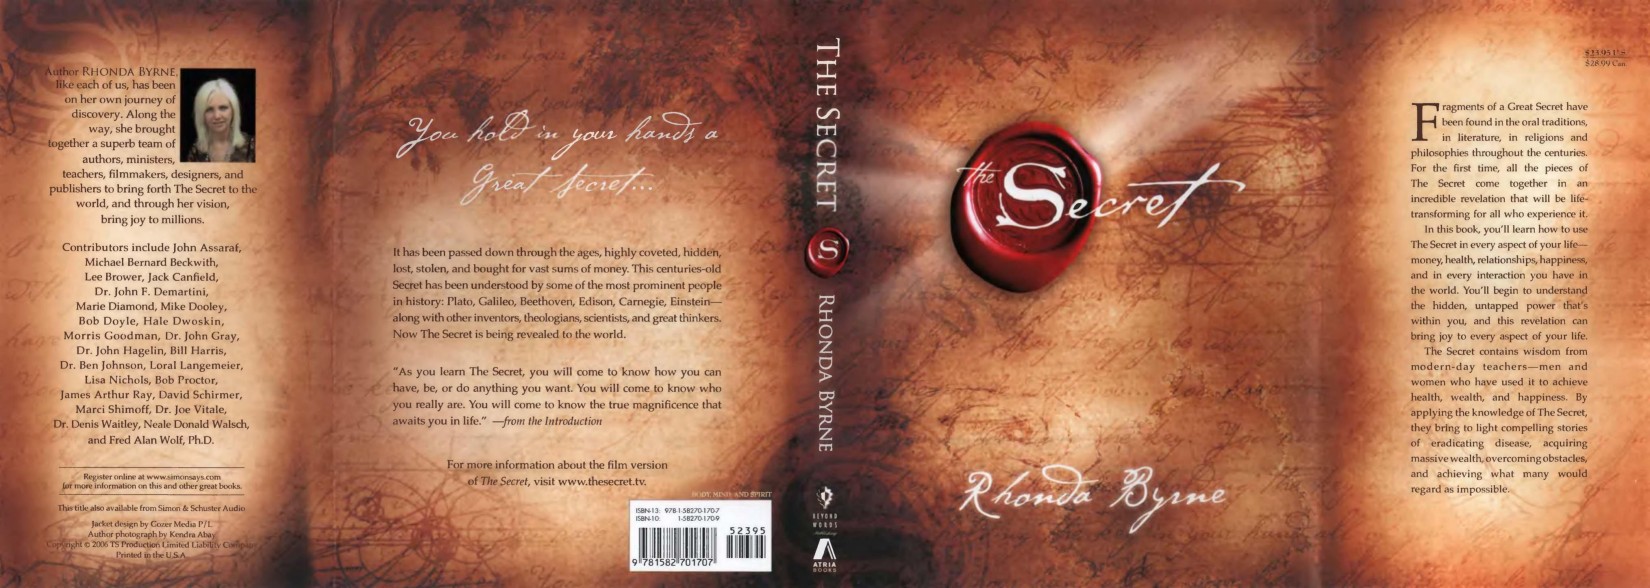 Author RHONDA BYRNE,
like each of us, has been
on her own journey of
discovery. Along the
way, she brought
together a superb team of
authors, ministers,
teachers, filmmakers, designers, and
publishers to bring forth The Secret to the
world, and through her vision,
bring joy to millions.
Contributors include John Assaraf,
Michael Bernard Beckwith,
Lee Brower, Jack Canfield,
Dr. John F. Demartini,
Marie Diamond, Mike Dooley,
Bob Doyle, Hale Dwoskin,
Morris Goodman, Dr. John Gray,
Dr. John Hagelin, Bill Harris,
Dr. Ben Johnson, Loral Langemeier,
Lisa Nichols, Bob Proctor,
James Arthur Ray, David Schirmer,
Marci Shimoff, Dr. Joe Vitale,
Dr. Denis Waitley, Neale Donald Walsch,
and Fred Alan Wolf, Ph.D.
Register online at www.simonsays.com
for more information on this and other great books.
This title also available from Simon & Schuster Audio
Jacket design by Gozer Media P/L
Author photograph by Kendra Abay
Copyright © 2006 TS Production Limited Liability Company
Printed in the U.S.A.
You hold in your hands a
Great Secret...
It has been passed down through the ages, highly coveted, hidden,
lost, stolen, and bought for vast sums of money. This centuries-old
Secret has been understood by some of the most prominent people
in history: Plato, Galileo, Beethoven, Edison, Carnegie, Einstein—
along with other inventors, theologians, scientists, and great thinkers.
Now The Secret is being revealed to the world.
“As you learn The Secret, you will come to know how you can
have, be, or do anything you want. You will come to know who
you really are. You will come to know the true magnificence that
awaits you in life.” —from the Introduction
For more information about the film version
of The Secret, visit www.thesecret.tv.
BODY, MIND AND SPIRIT
ISBN-13: 978-1-58270-170-7
ISBN-10: 1-58270-170-9
52395
9 781582 701707
THE SECRET
S
RHONDA BYRNE
BEYOND
WORDS
Publishing
ATRIA
BOOKS
the Secret
Rhonda Byrne
$23.95 U.S.
$28.99 Can.
Fragments of a Great Secret have
been found in the oral traditions,
in literature, in religions and
philosophies throughout the centuries.
For the first time, all the pieces of
The Secret come together in an
incredible revelation that will be life-
transforming for all who experience it.
In this book, you’ll learn how to use
The Secret in every aspect of your life—
money, health, relationships, happiness,
and in every interaction you have in
the world. You’ll begin to understand
the hidden, untapped power that’s
within you, and this revelation can
bring joy to every aspect of your life.
The Secret contains wisdom from
modern-day teachers—men and
women who have used it to achieve
health, wealth, and happiness. By
applying the knowledge of The Secret,
they bring to light compelling stories
of eradicating disease, acquiring
massive wealth, overcoming obstacles,
and achieving what many would
regard as impossible.